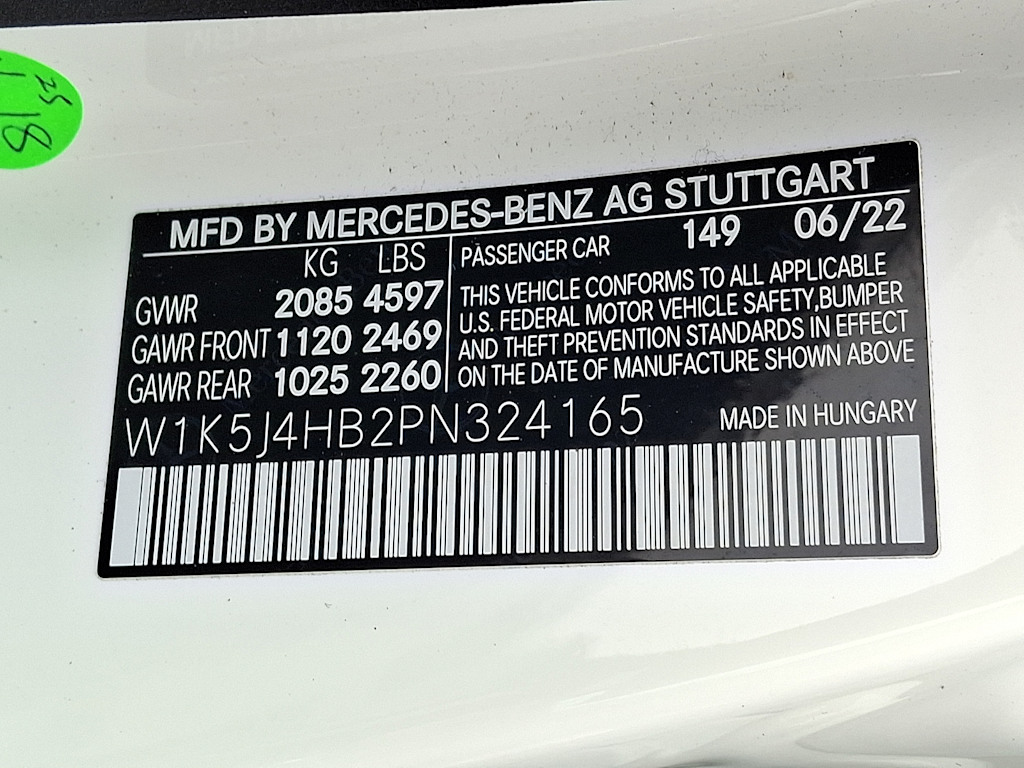 MFD BY MERCEDES-BENZ AG STUTTGART
KG LBS
GVWR 2085 4597
GAWR FRONT 1120 2469
GAWR REAR 1025 2260
PASSENGER CAR 149 06/22
THIS VEHICLE CONFORMS TO ALL APPLICABLE
U.S. FEDERAL MOTOR VEHICLE SAFETY,BUMPER
AND THEFT PREVENTION STANDARDS IN EFFECT
ON THE DATE OF MANUFACTURE SHOWN ABOVE
W1K5J4HB2PN324165
MADE IN HUNGARY